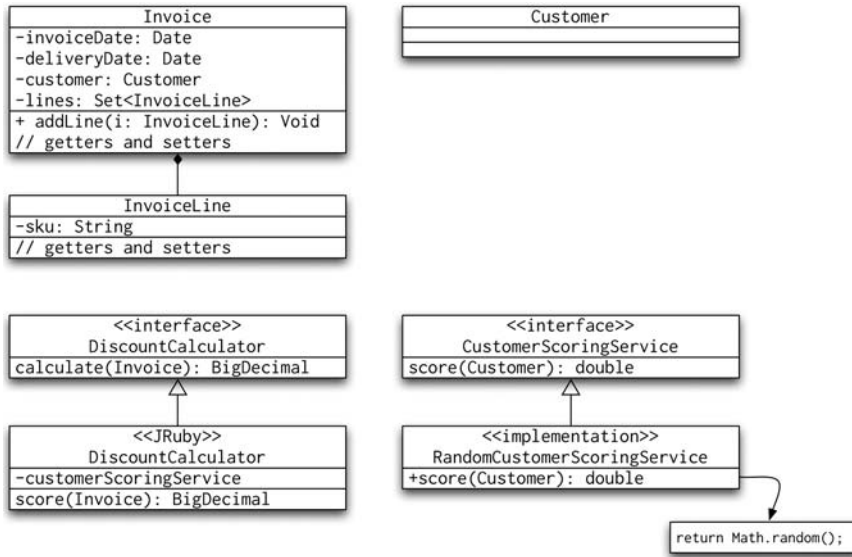 Invoice
-invoiceDate: Date
-deliveryDate: Date
-customer: Customer
-lines: Set<InvoiceLine>
+ addLine(i: InvoiceLine): Void
// getters and setters
Customer
InvoiceLine
-sku: String
// getters and setters
<<interface>>
DiscountCalculator
calculate(Invoice): BigDecimal
<<interface>>
CustomerScoringService
score(Customer): double
<<JRuby>>
DiscountCalculator
-customerScoringService
score(Invoice): BigDecimal
<<implementation>>
RandomCustomerScoringService
+score(Customer): double
return Math.random();